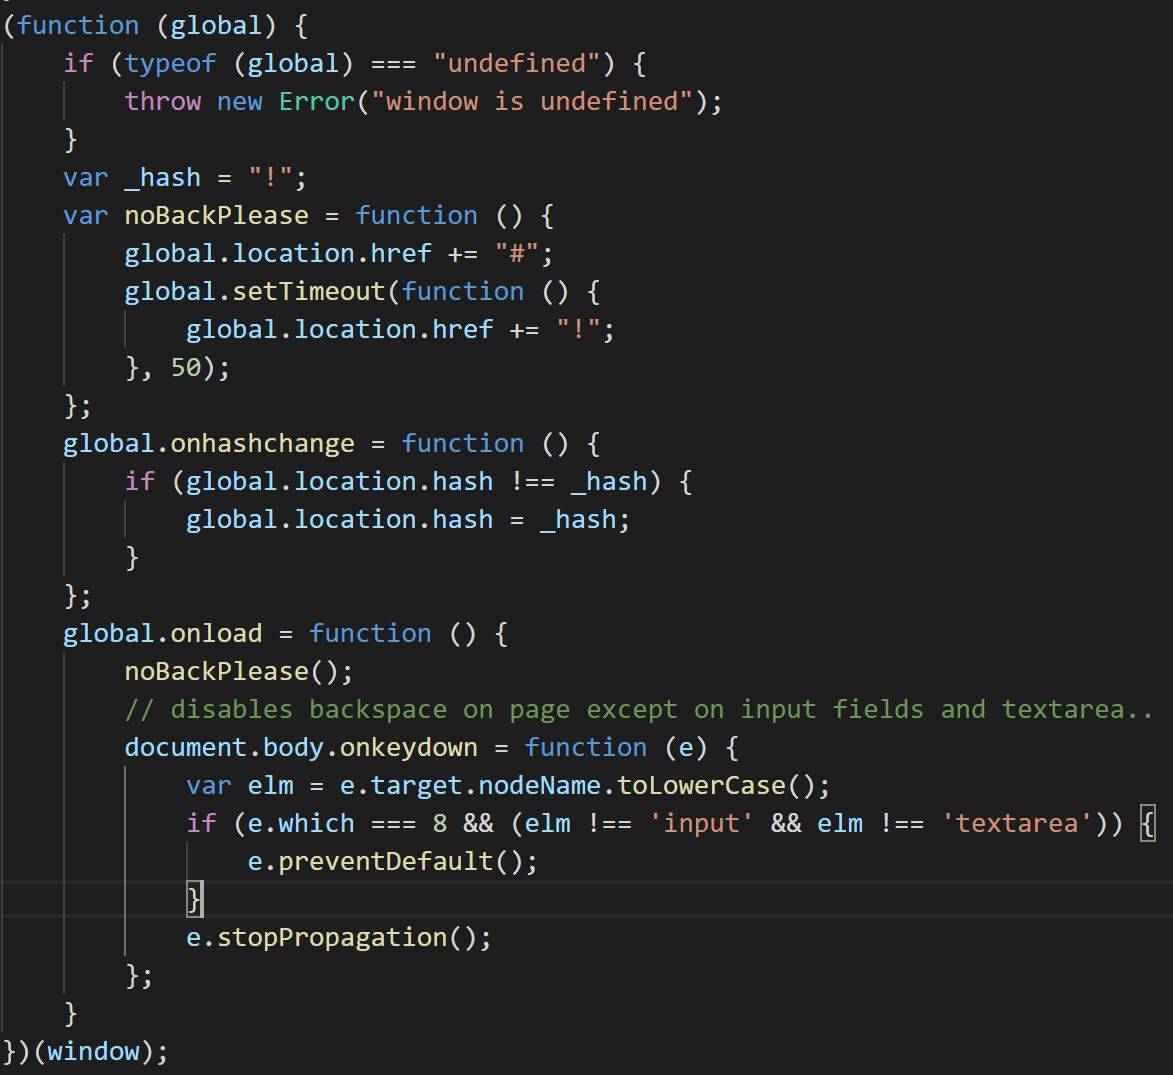 (function (global) {
    if (typeof (global) === "undefined") {
        throw new Error("window is undefined");
    }
    var _hash = "!";
    var noBackPlease = function () {
        global.location.href += "#";
        global.setTimeout(function () {
            global.location.href += "!";
        }, 50);
    };
    global.onhashchange = function () {
        if (global.location.hash !== _hash) {
            global.location.hash = _hash;
        }
    };
    global.onload = function () {
        noBackPlease();
        // disables backspace on page except on input fields and textarea..
        document.body.onkeydown = function (e) {
            var elm = e.target.nodeName.toLowerCase();
            if (e.which === 8 && (elm !== 'input' && elm !== 'textarea')) {
                e.preventDefault();
            }
            e.stopPropagation();
        };
    }
})(window);